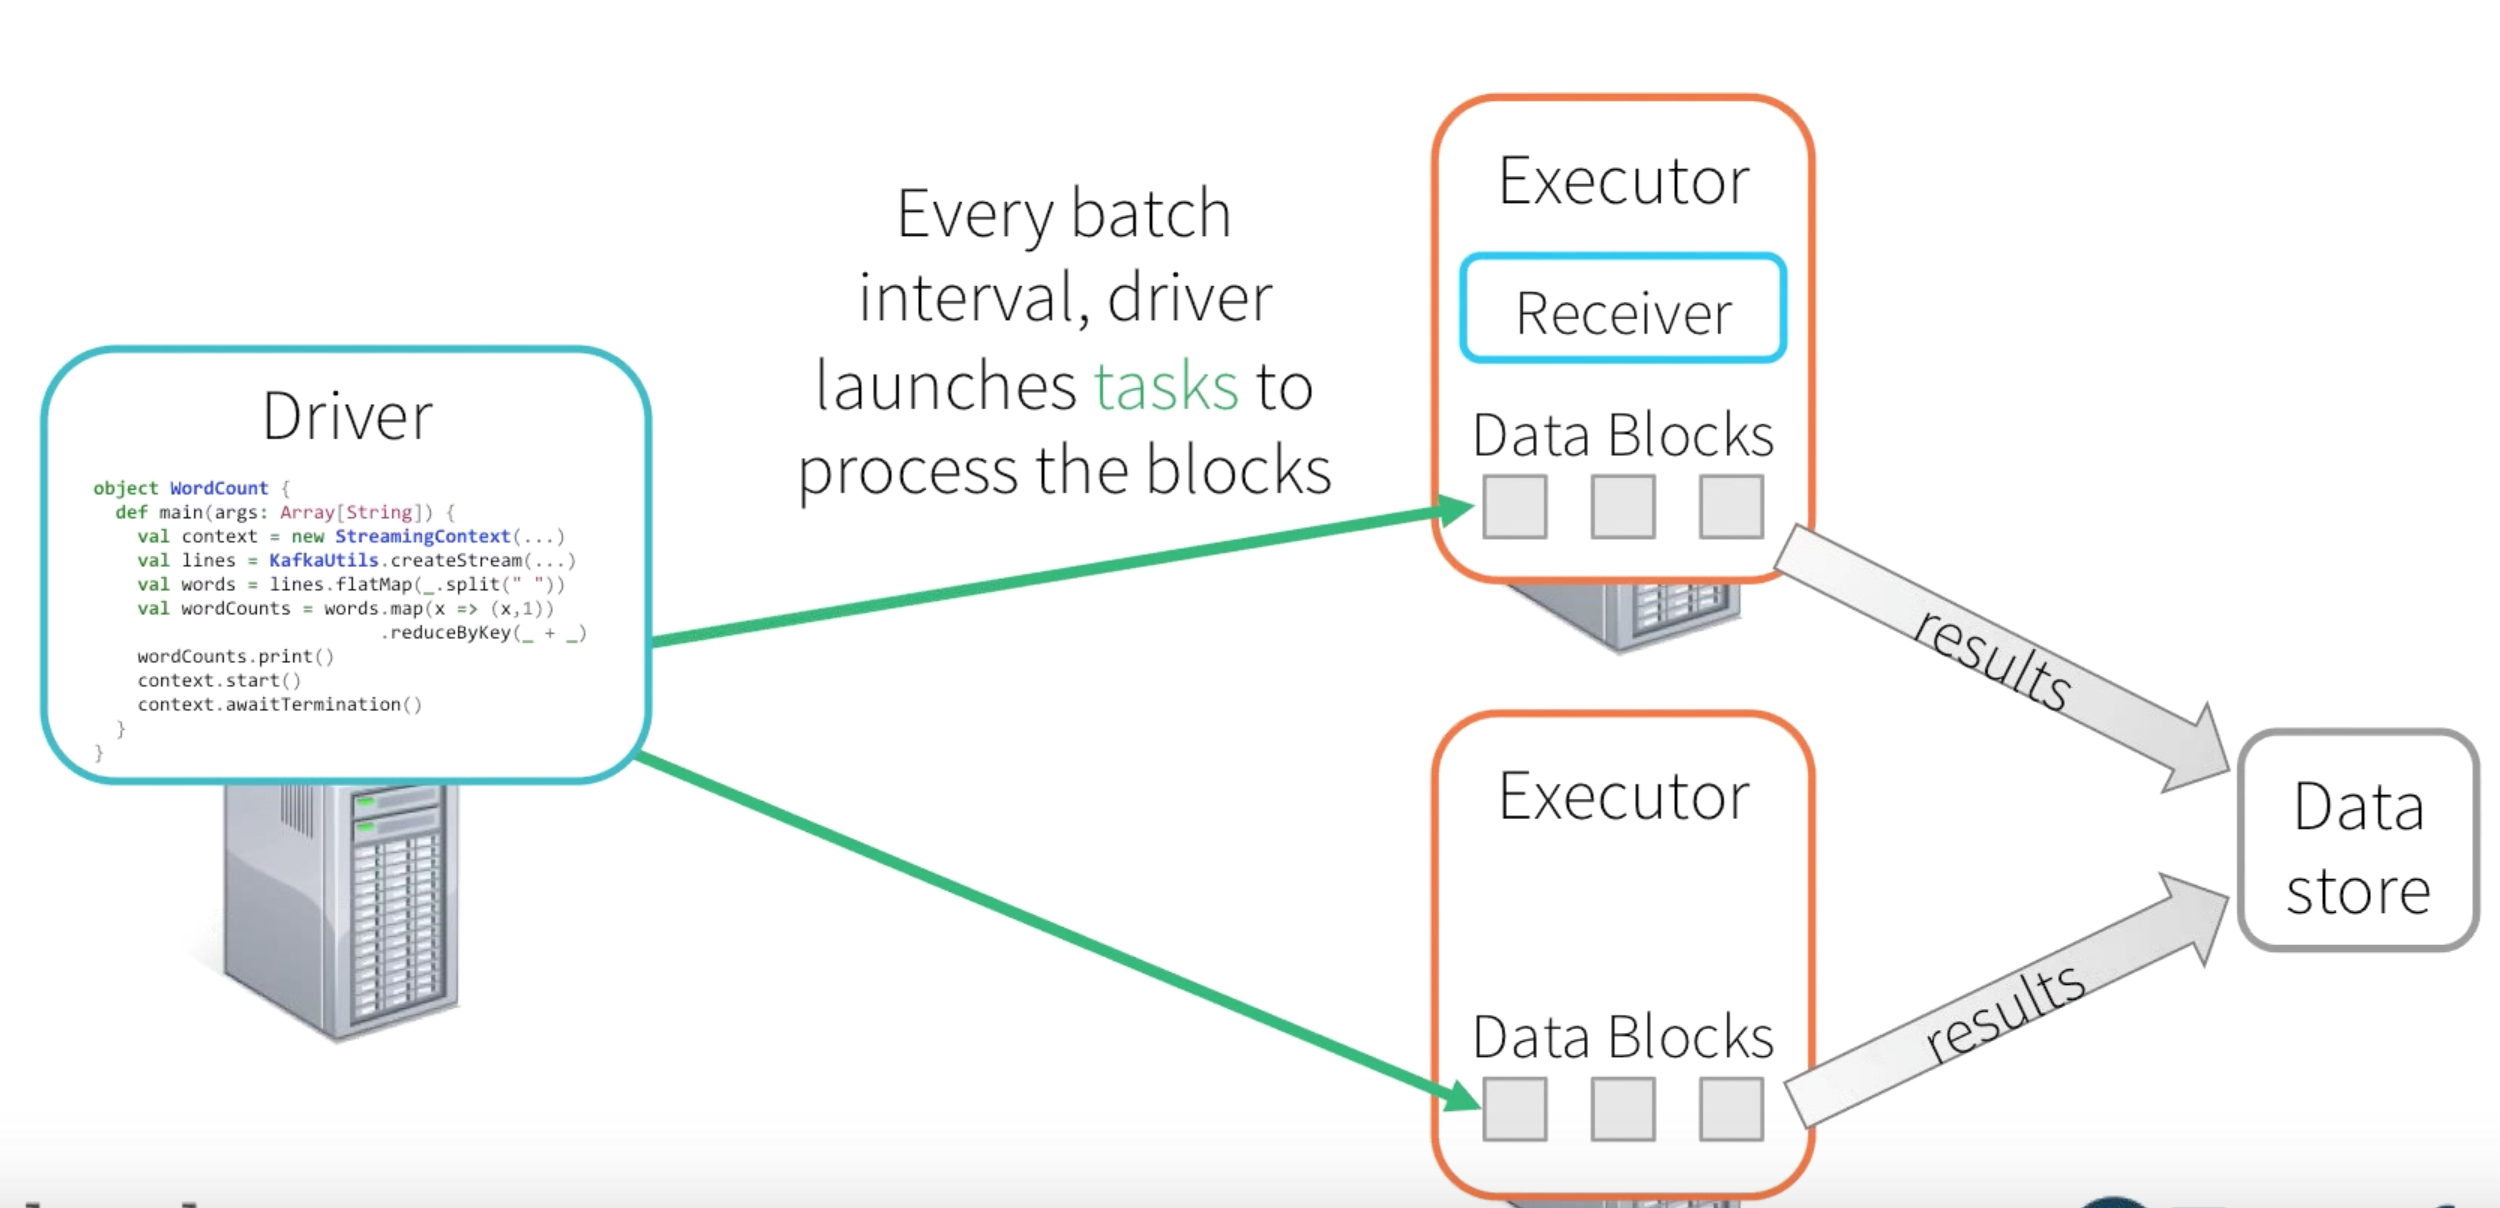 Every batch
interval, driver
launches tasks to
process the blocks
Driver
object WordCount {
def main(args: Array[String]) {
val context = new StreamingContext(...)
val lines = KafkaUtils.createStream(...)
val words = lines.flatMap(_.split(" "))
val wordCounts = words.map(x => (x,1))
.reduceByKey(_ + _)
wordCounts.print()
context.start()
context.awaitTermination()
}
}
Executor
Receiver
Data Blocks
results
Executor
Data Blocks
results
Data
store